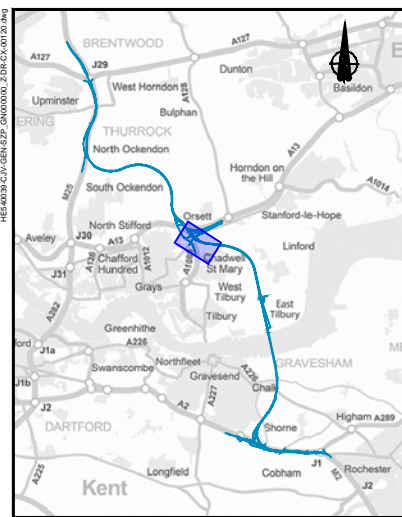 HE540039-CJV-GEN-SZP_GN000000_Z-DR-CX-00120.dwg
BRENTWOOD
A127
J29
A127
Dunton
West Horndon
A128
Basildon
Upminster
Bulphan
THURROCK
ERING
North Ockendon
A13
M25
Horndon on
the Hill
A1014
South Ockendon
Orsett
Stanford-le-Hope
North Stifford
Aveley
J30
A13
Linford
A126
Chafford
Hundred
A1012
Chadwell
St Mary
J31
Grays
West
Tilbury
East
Tilbury
A282
Tilbury
Greenhithe
ford
J1a
A226
Northfleet
GRAVESHAM
Swanscombe
Gravesend
A226
J1b
Chalk
A227
J2
A2
Higham
A289
DARTFORD
Shorne
J1
Rochester
A225
Longfield
Cobham
M2
J2
Kent